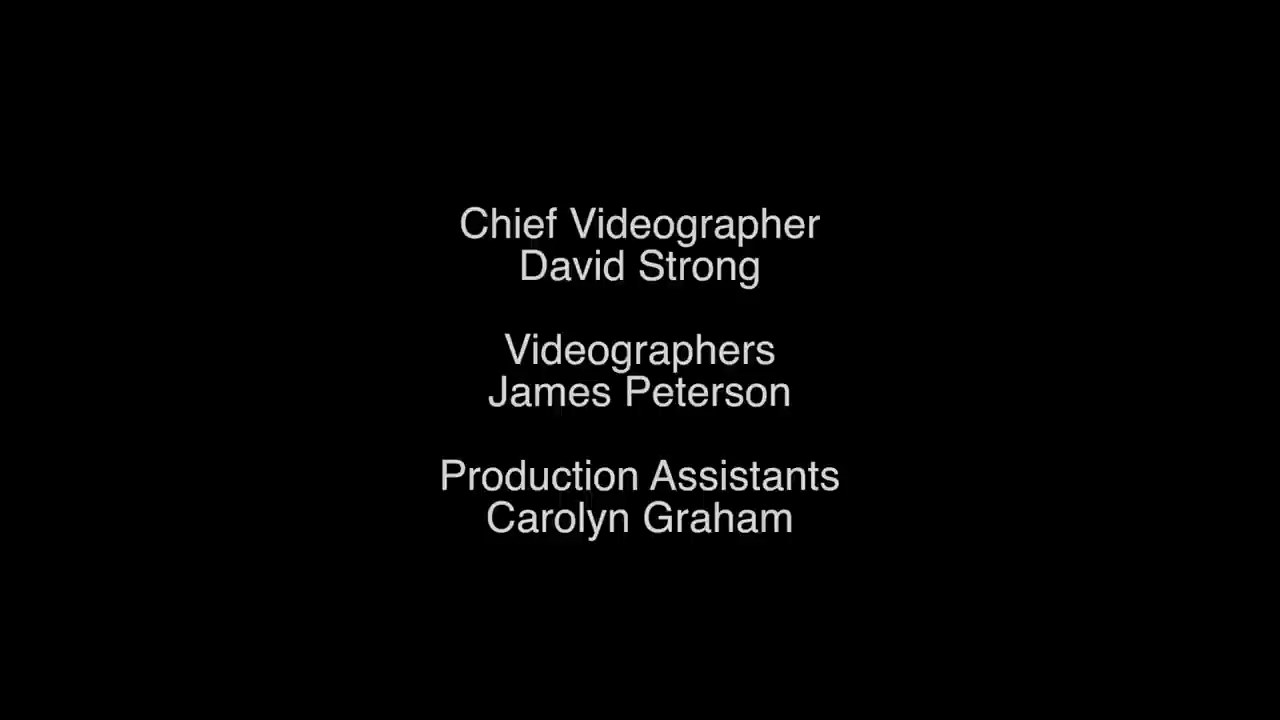 Chief Videographer
David Strong
Videographers
James Peterson
Production Assistants
Carolyn Graham